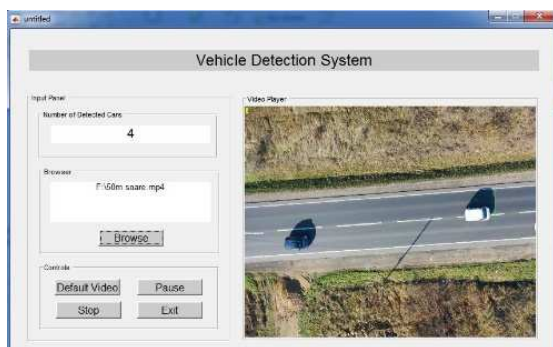 untitled
Vehicle Detection System
Input Panel
Number of Detected Cars
4
Browser
F:\50m saare.mp4
Browse
Controls
Default Video
Pause
Stop
Exit
Video Player